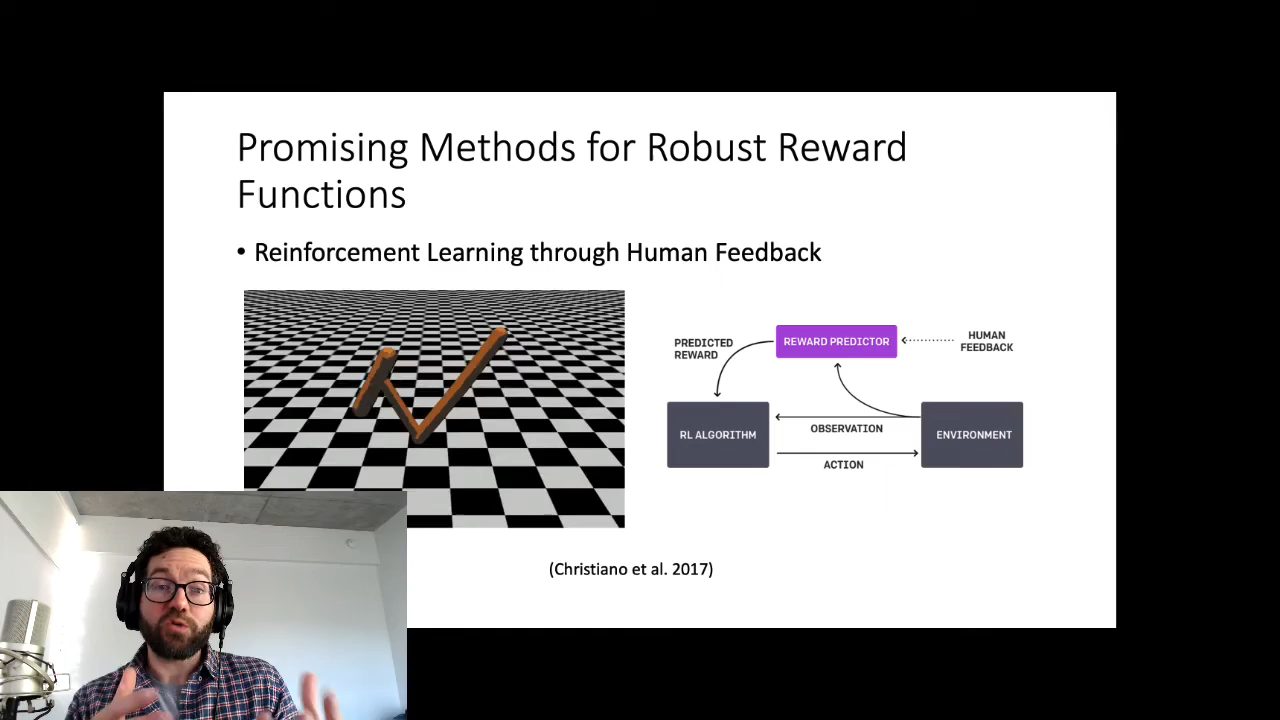 Promising Methods for Robust Reward
Functions
• Reinforcement Learning through Human Feedback
PREDICTED
REWARD
REWARD PREDICTOR
HUMAN
FEEDBACK
RL ALGORITHM
OBSERVATION
ACTION
ENVIRONMENT
(Christiano et al. 2017)